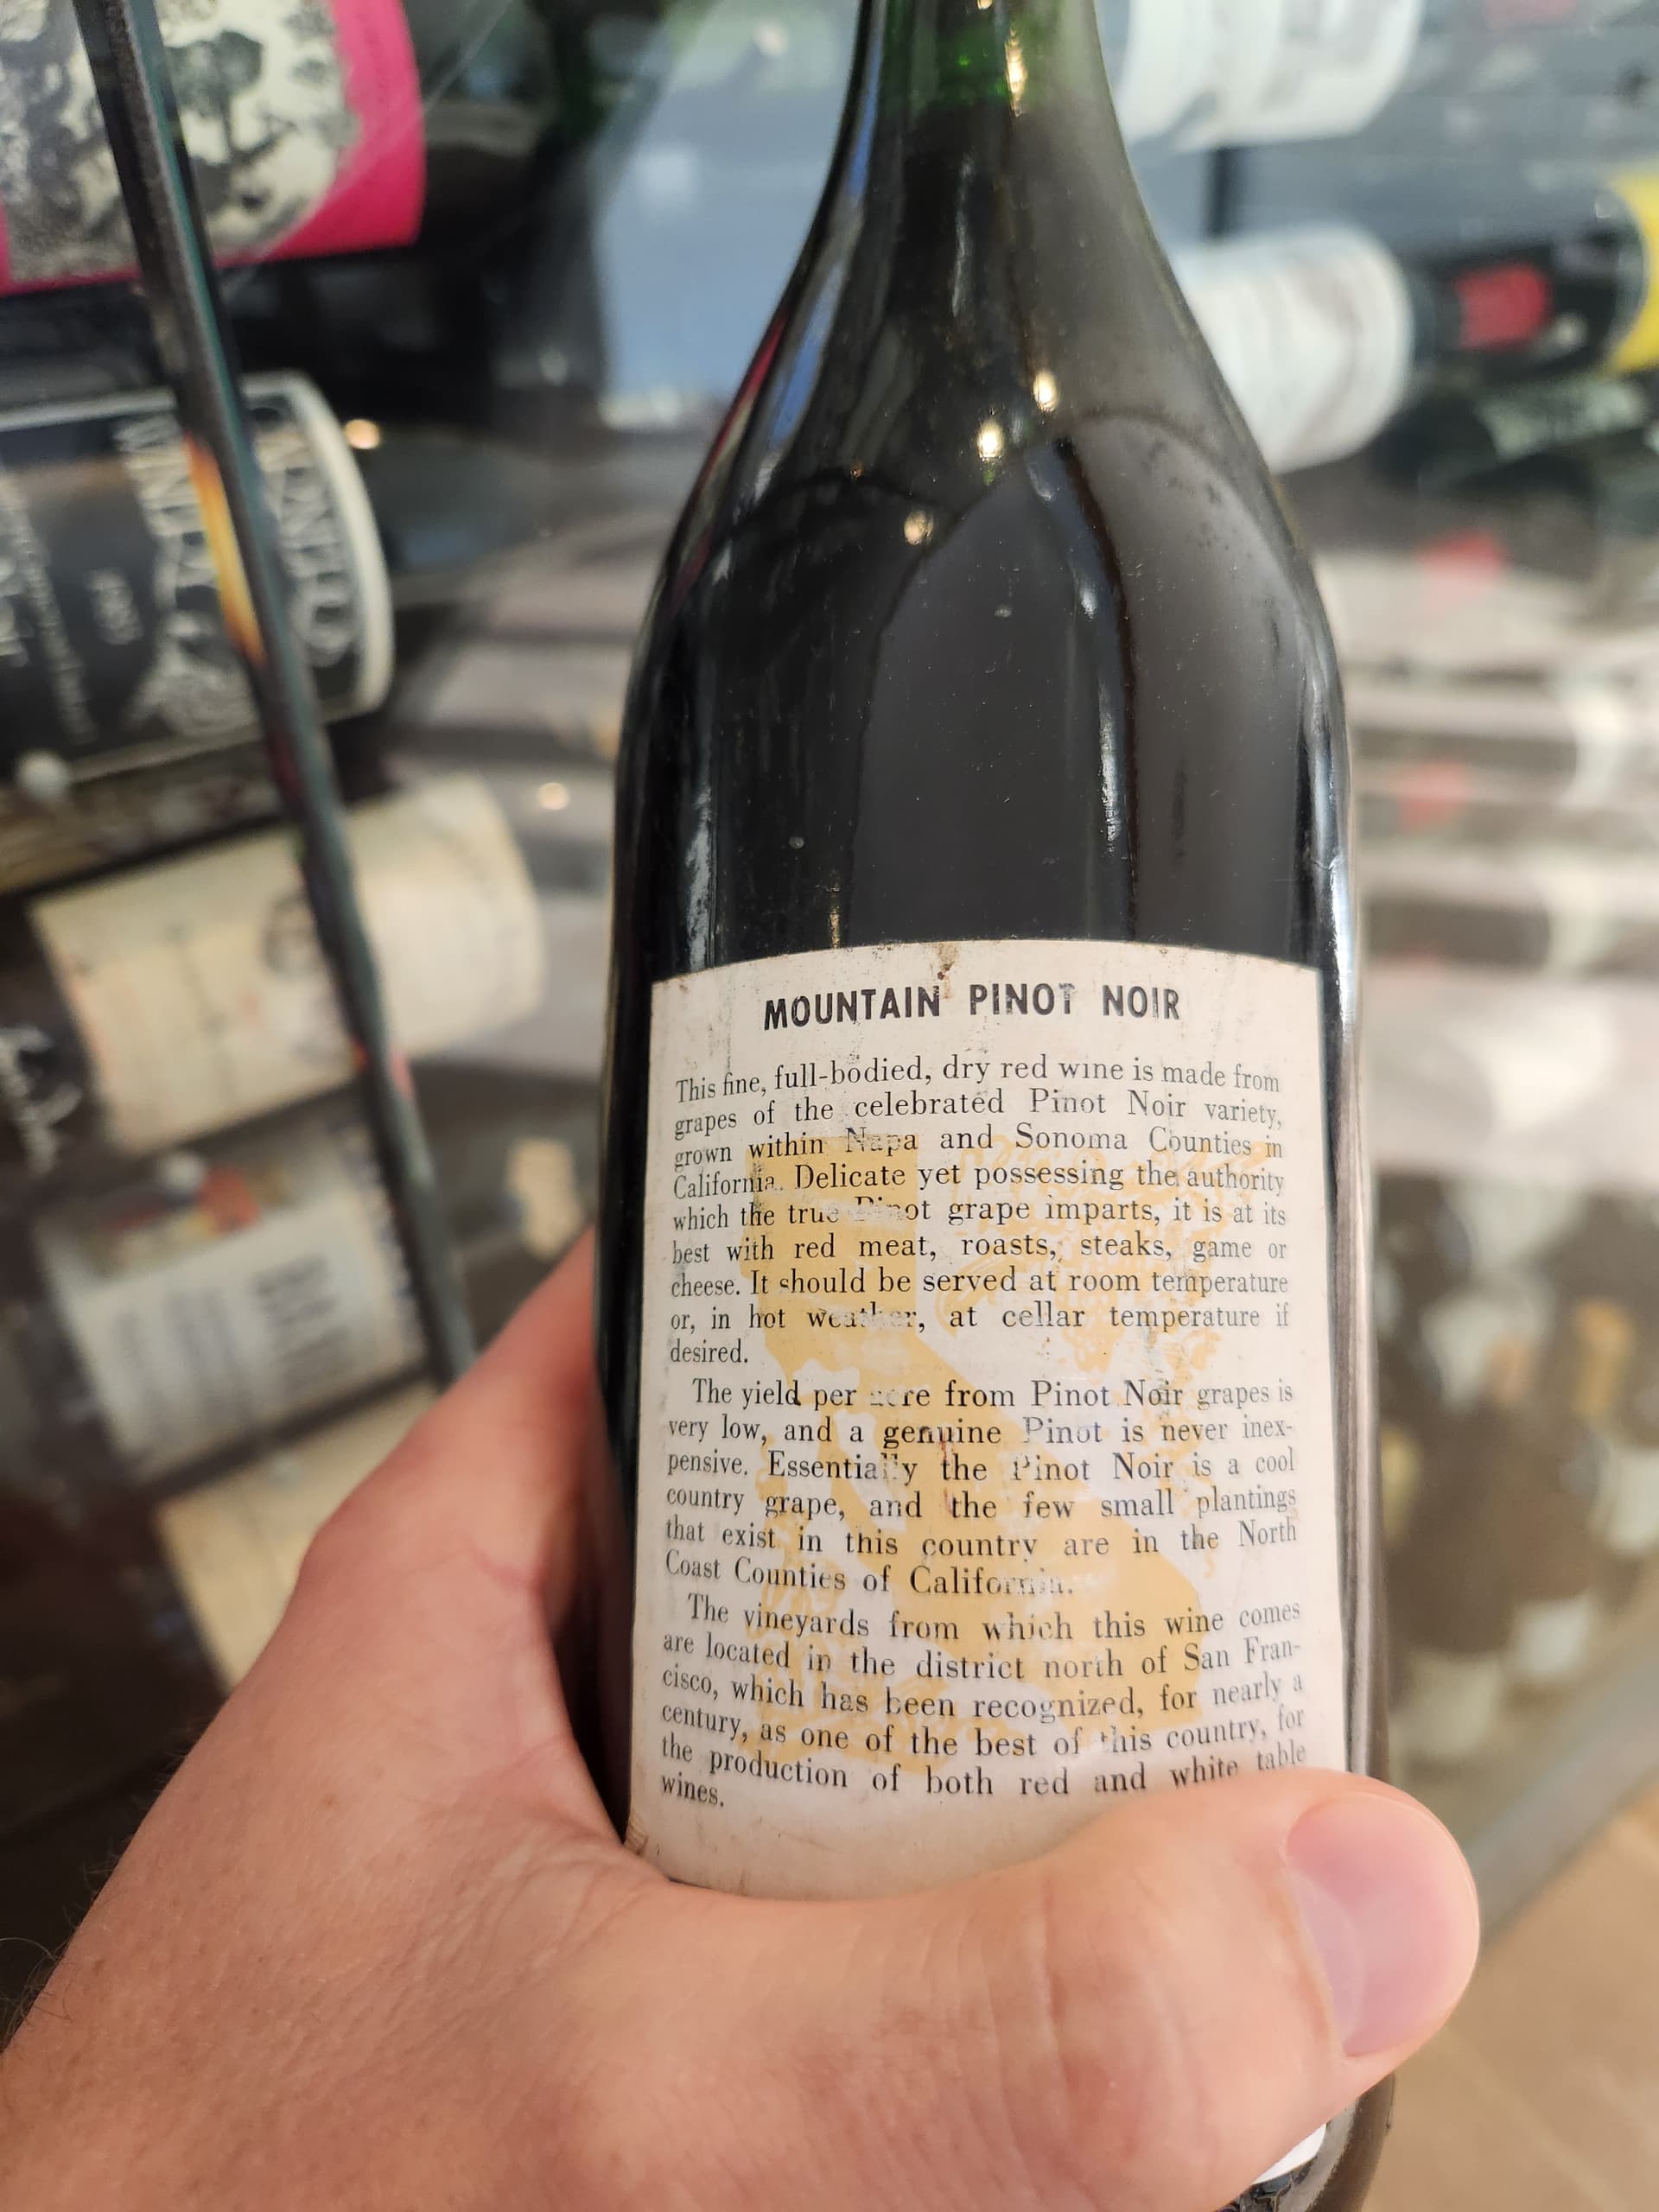 MOUNTAIN PINOT NOIR
This fine, full-bodied, dry red wine is made from
grapes of the celebrated Pinot Noir variety,
grown within Napa and Sonoma Counties in
California. Delicate yet possessing the authority
which the true Pinot grape imparts, it is at its
best with red meat, roasts, steaks, game or
cheese. It should be served at room temperature
or, in hot weather, at cellar temperature if
desired.
The yield per acre from Pinot Noir grapes is
very low, and a genuine Pinot is never inex-
pensive. Essentially the Pinot Noir is a cool
country grape, and the few small plantings
that exist in this country are in the North
Coast Counties of California.
The vineyards from which this wine comes
are located in the district north of San Fran-
cisco, which has been recognized, for nearly a
century, as one of the best of this country, for
the production of both red and white table
wines.